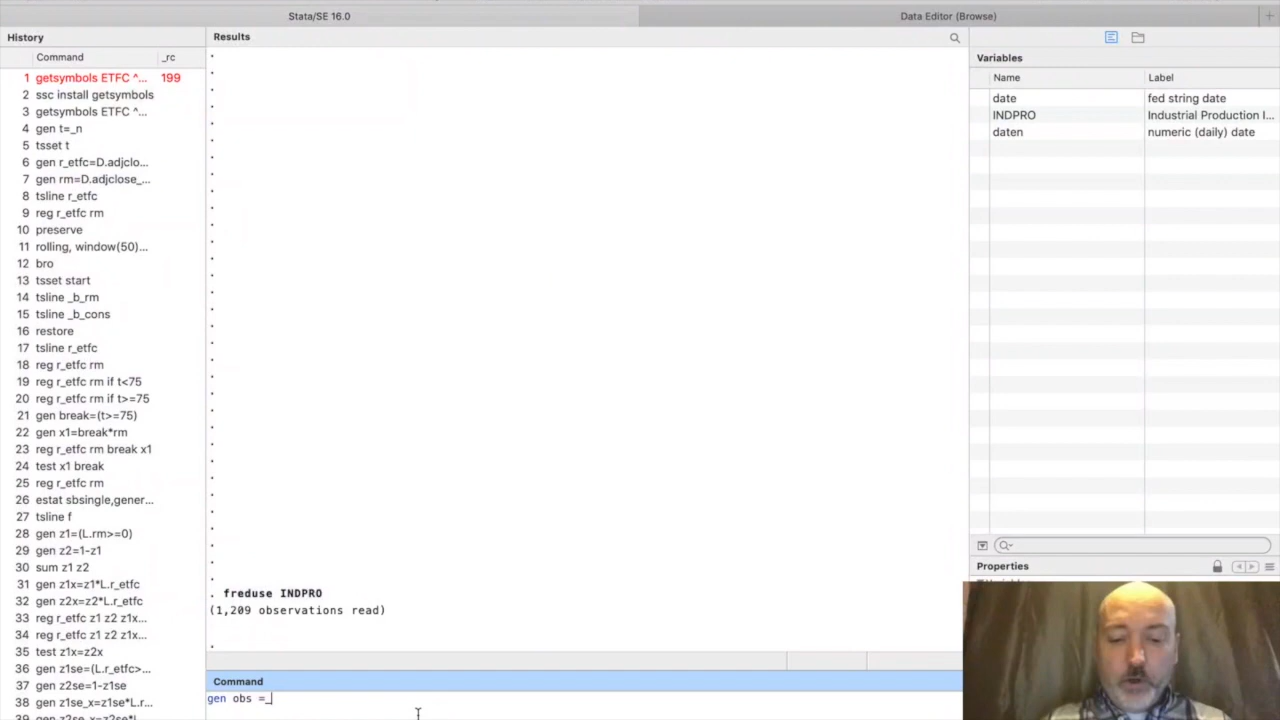 Stata/SE 16.0
Data Editor (Browse)
History
Command _rc
1 getsymbols ETFC ^... 199
2 ssc install getsymbols
3 getsymbols ETFC ^...
4 gen t=_n
5 tsset t
6 gen r_etfc=D.adjclo...
7 gen rm=D.adjclose_...
8 tsline r_etfc
9 reg r_etfc rm
10 preserve
11 rolling, window(50)...
12 bro
13 tsset start
14 tsline _b_rm
15 tsline _b_cons
16 restore
17 tsline r_etfc
18 reg r_etfc rm
19 reg r_etfc rm if t<75
20 reg r_etfc rm if t>=75
21 gen break=(t>=75)
22 gen x1=break*rm
23 reg r_etfc rm break x1
24 test x1 break
25 reg r_etfc rm
26 estat sbsingle,gener...
27 tsline f
28 gen z1=(L.rm>=0)
29 gen z2=1-z1
30 sum z1 z2
31 gen z1x=z1*L.r_etfc
32 gen z2x=z2*L.r_etfc
33 reg r_etfc z1 z2 z1x...
34 reg r_etfc z1 z2 z1x...
35 test z1x=z2x
36 gen z1se=(L.r_etfc>...
37 gen z2se=1-z1se
38 gen z1se_x=z1se*L.r...
39 gen z2se_x=z2se*L...
Results
. freduse INDPRO
(1,209 observations read)
.
Command
gen obs =_
Variables
Name Label
date fed string date
INDPRO Industrial Production I...
daten numeric (daily) date
Properties